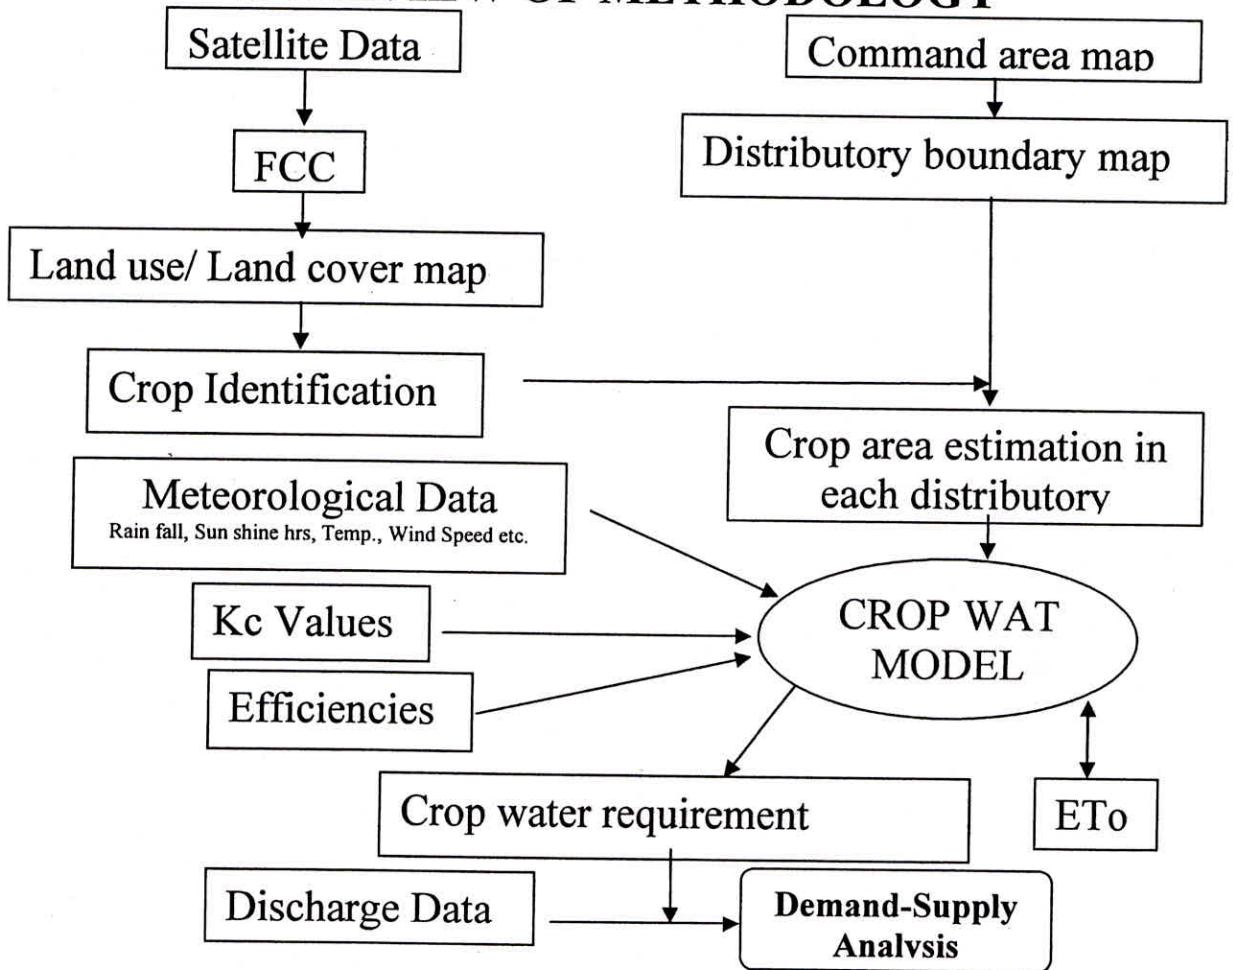 OF METHODOLOGY
Satellite Data
Command area map
FCC
Distributory boundary map
Land use/ Land cover map
Crop Identification
Crop area estimation in
each distributory
Meteorological Data
Rain fall, Sun shine hrs, Temp., Wind Speed etc.
Kc Values
CROP WAT
MODEL
Efficiencies
Crop water requirement
ETo
Discharge Data
Demand-Supply
Analysis